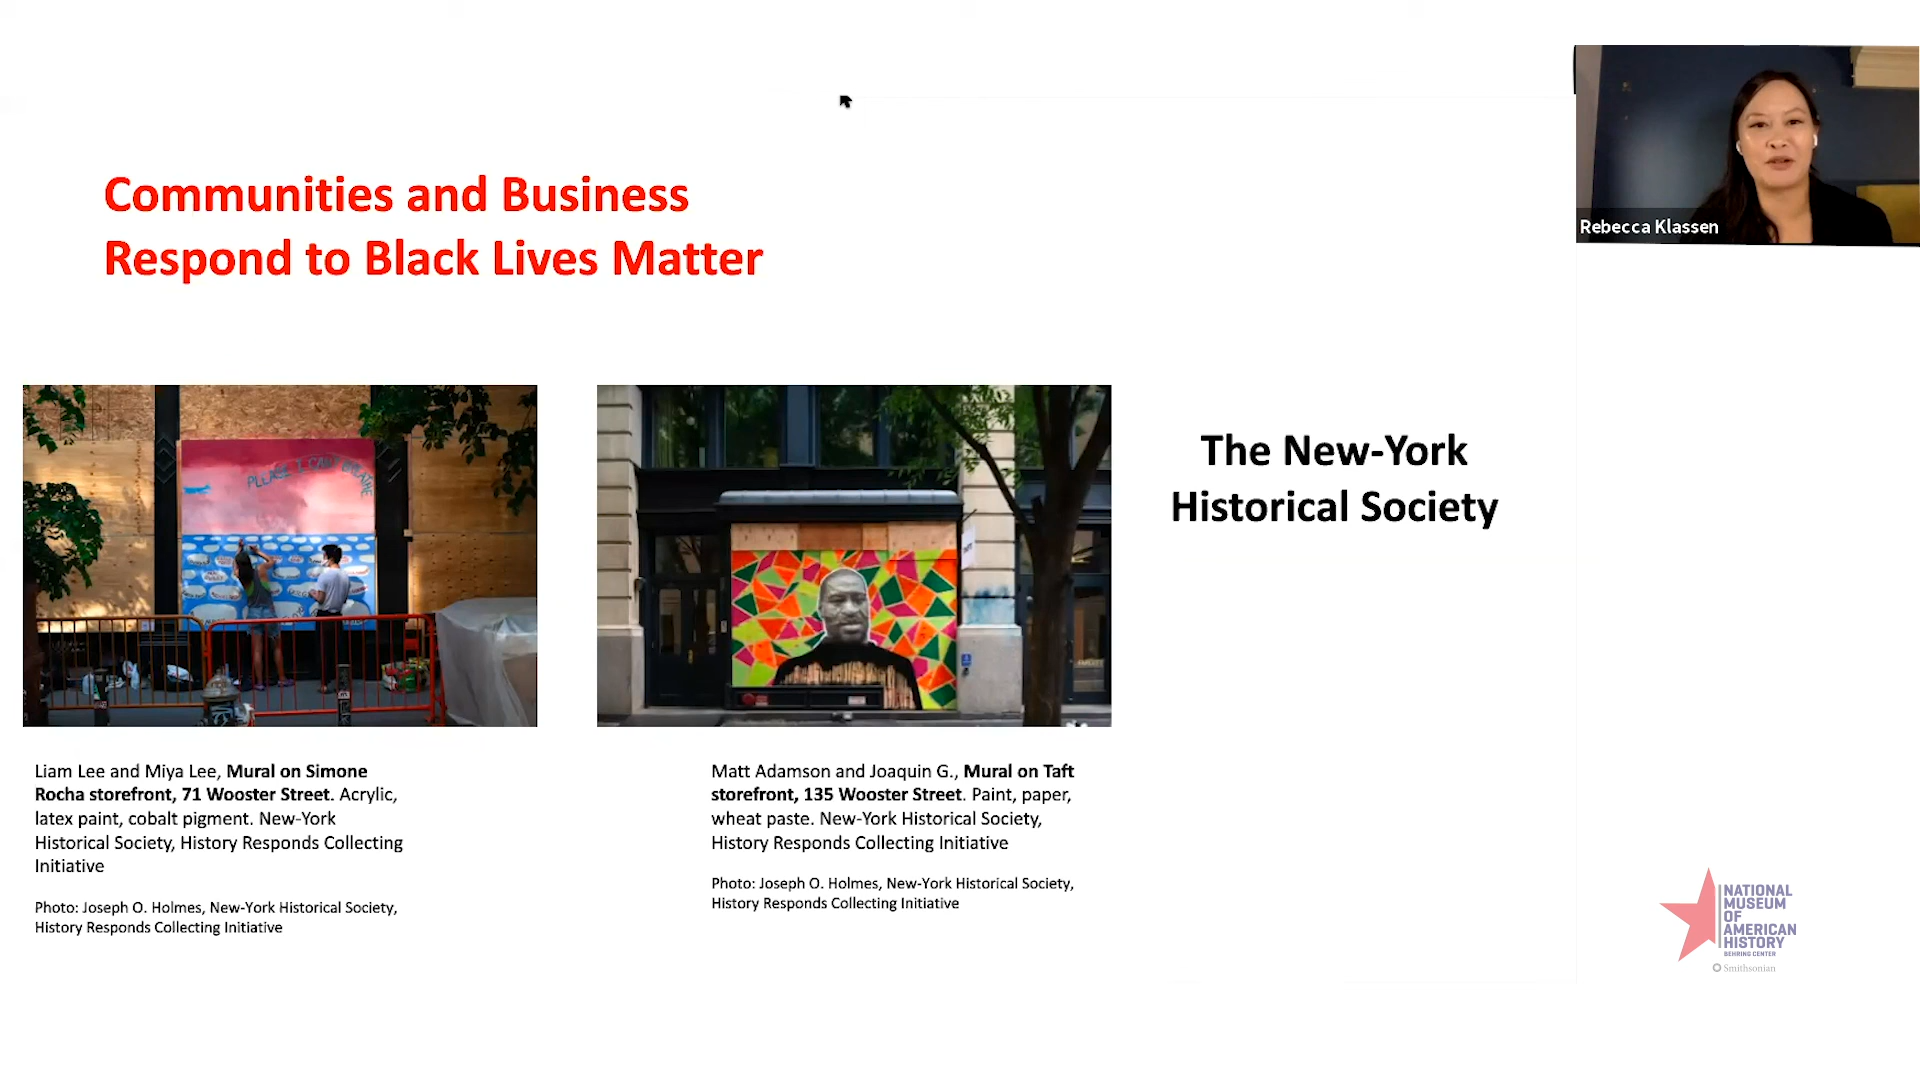 Communities and Business
Respond to Black Lives Matter
Rebecca Klassen
PLEASE I CAN'T BREATHE
The New-York
Historical Society
Liam Lee and Miya Lee, Mural on Simone
Rocha storefront, 71 Wooster Street. Acrylic,
latex paint, cobalt pigment. New-York
Historical Society, History Responds Collecting
Initiative
Photo: Joseph O. Holmes, New-York Historical Society,
History Responds Collecting Initiative
Matt Adamson and Joaquin G., Mural on Taft
storefront, 135 Wooster Street. Paint, paper,
wheat paste. New-York Historical Society,
History Responds Collecting Initiative
Photo: Joseph O. Holmes, New-York Historical Society,
History Responds Collecting Initiative
NATIONAL
MUSEUM
OF
AMERICAN
HISTORY
BEHRING CENTER
Smithsonian